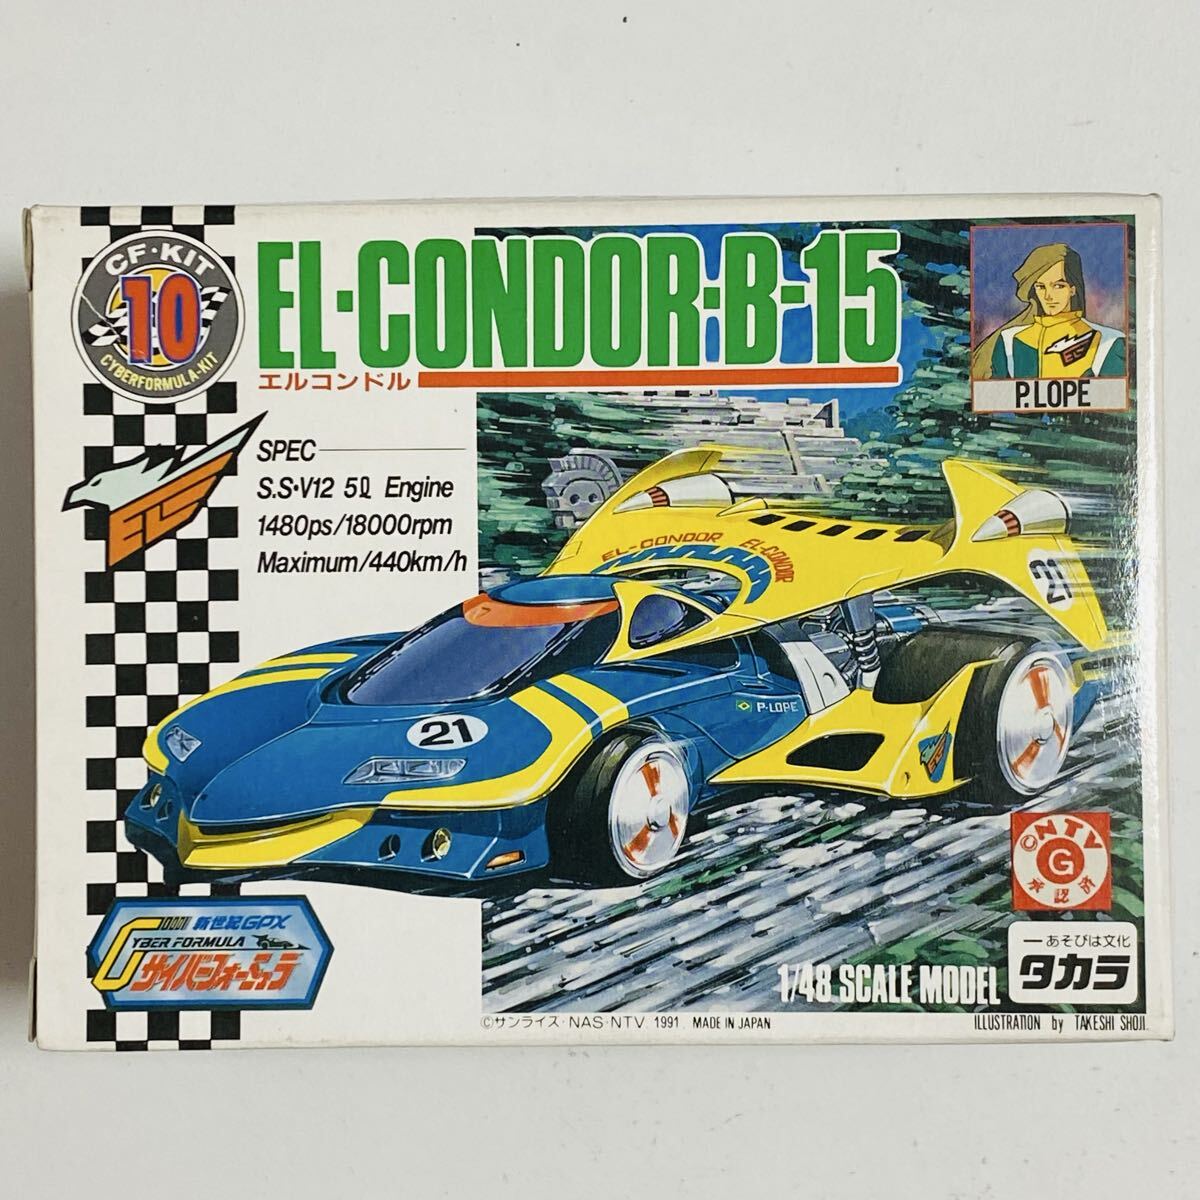 CF・KIT
10
CYBERFORMULA-KIT
EL・CONDOR・B-15
エルコンドル
P.LOPE
SPEC
S.S・V12 5ℓ Engine
1480ps/18000rpm
Maximum/440km/h
EL
EL-CONDOR
EL-CONDOR
21
21
P・LOPE
新世紀GPX
CYBER FORMULA
サイバーフォーミュラ
NTV
G
承認済
1/48 SCALE MODEL
―あそびは文化
タカラ
©サンライズ・NAS・NTV 1991 MADE IN JAPAN
ILLUSTRATION by TAKESHI SHOJI